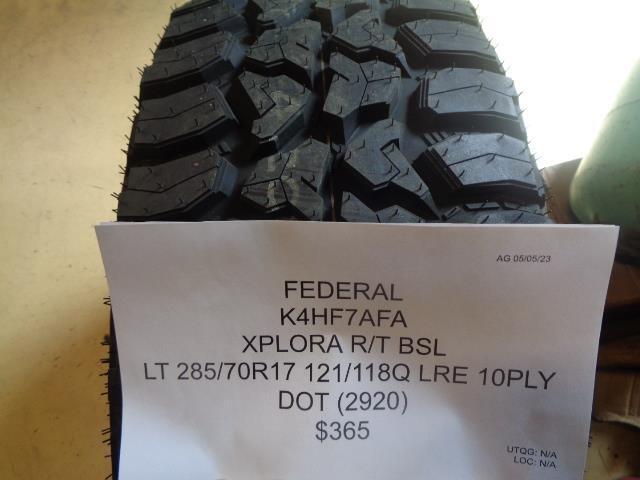 AG 05/05/23
FEDERAL
K4HF7AFA
XPLORA R/T BSL
LT 285/70R17 121/118Q LRE 10PLY
DOT (2920)
$365
UTQG: N/A
LOC: N/A